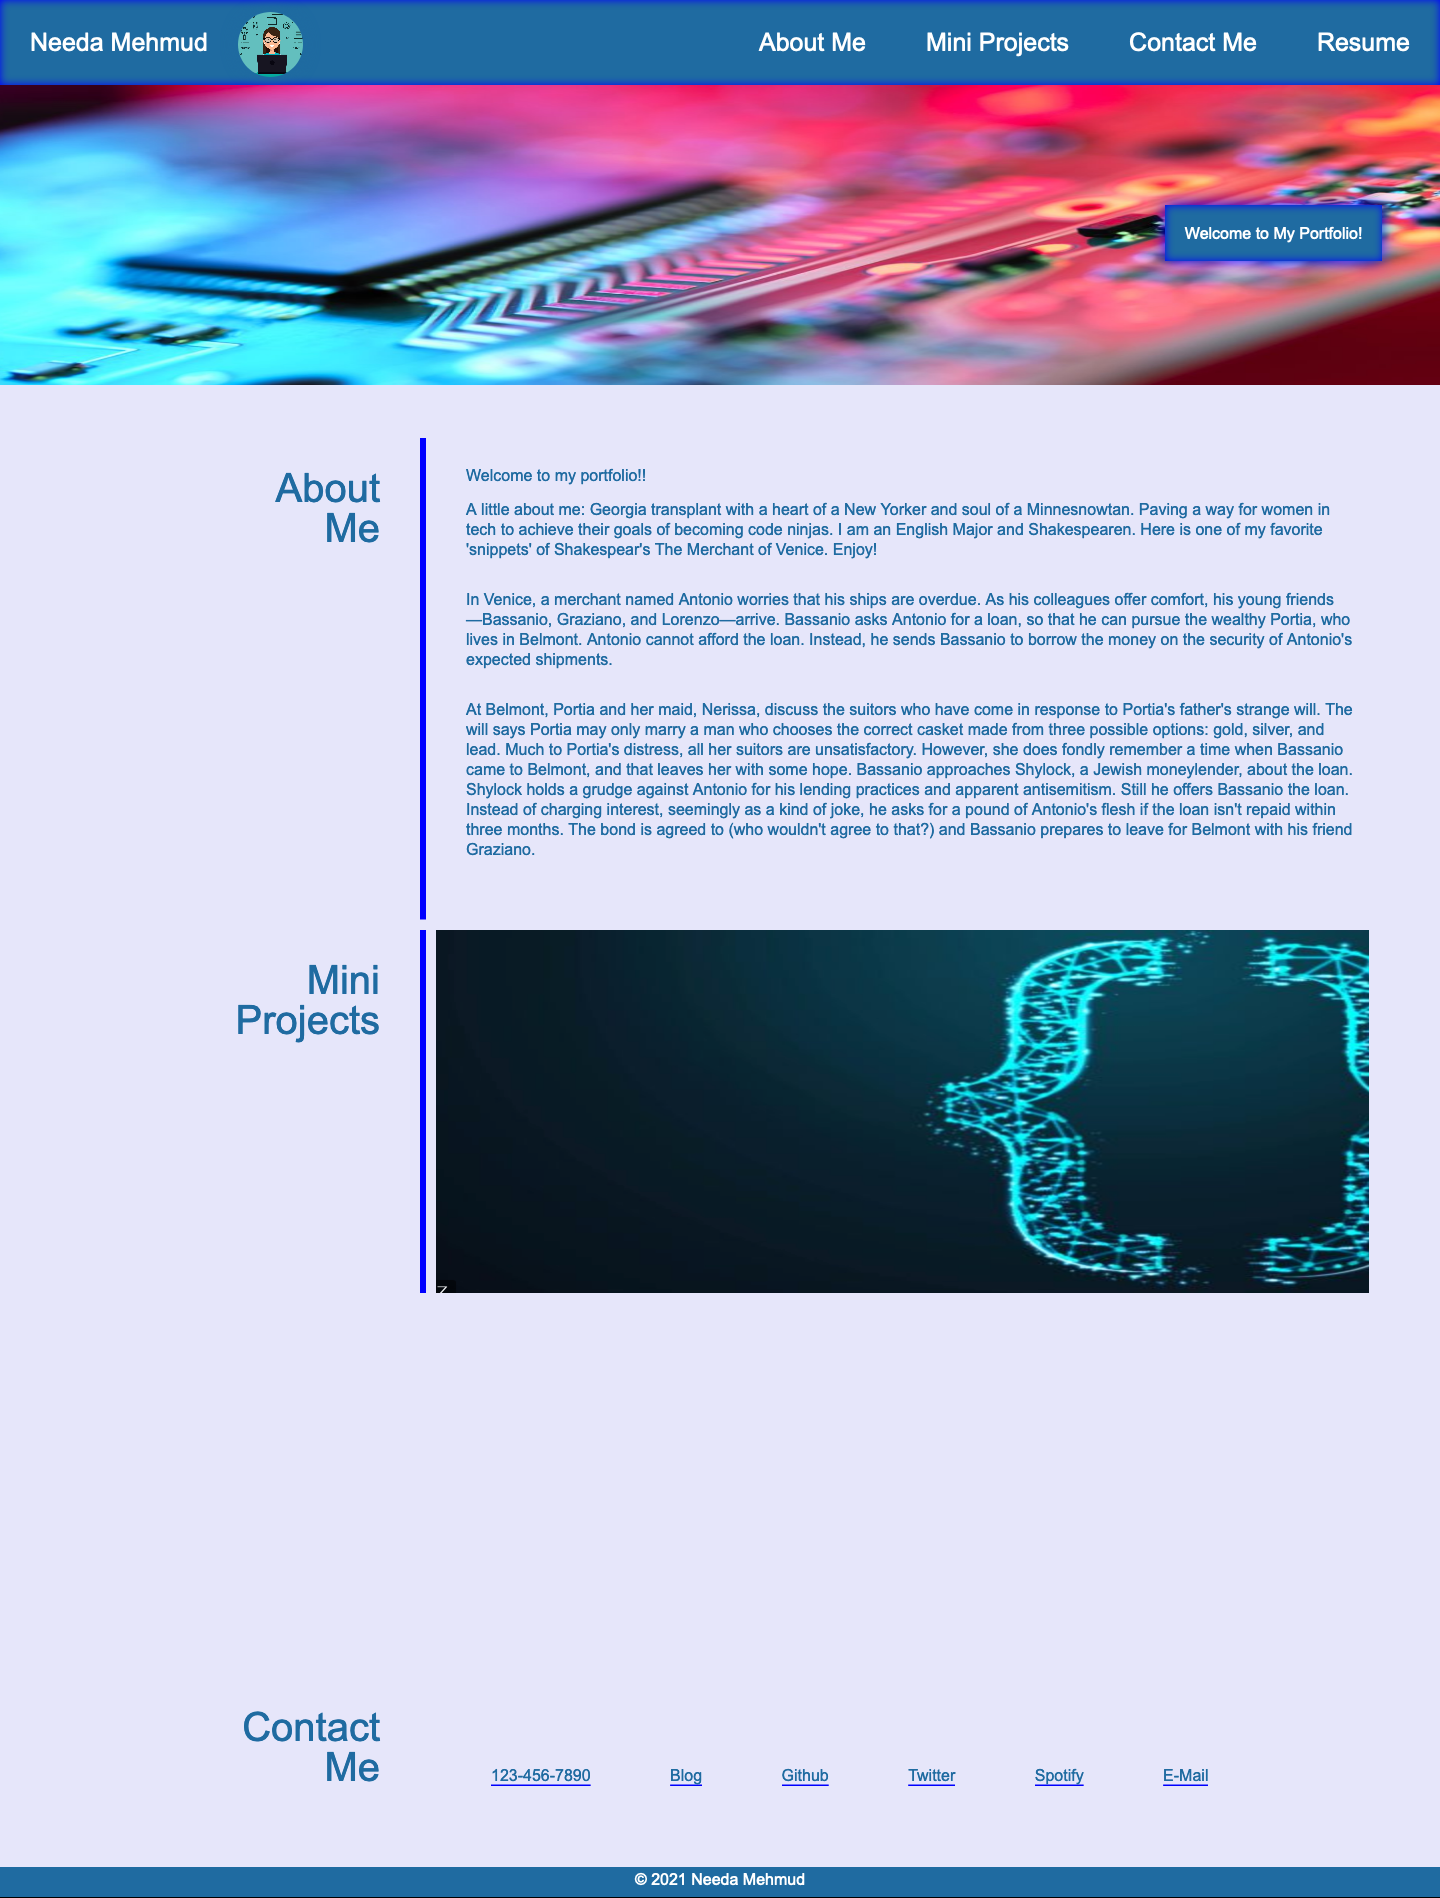 Needa Mehmud
About Me
Mini Projects
Contact Me
Resume
Welcome to My Portfolio!
About
Me
Welcome to my portfolio!!
A little about me: Georgia transplant with a heart of a New Yorker and soul of a Minnesnowtan. Paving a way for women in
tech to achieve their goals of becoming code ninjas. I am an English Major and Shakespearen. Here is one of my favorite
'snippets' of Shakespear's The Merchant of Venice. Enjoy!
In Venice, a merchant named Antonio worries that his ships are overdue. As his colleagues offer comfort, his young friends
—Bassanio, Graziano, and Lorenzo—arrive. Bassanio asks Antonio for a loan, so that he can pursue the wealthy Portia, who
lives in Belmont. Antonio cannot afford the loan. Instead, he sends Bassanio to borrow the money on the security of Antonio's
expected shipments.
At Belmont, Portia and her maid, Nerissa, discuss the suitors who have come in response to Portia's father's strange will. The
will says Portia may only marry a man who chooses the correct casket made from three possible options: gold, silver, and
lead. Much to Portia's distress, all her suitors are unsatisfactory. However, she does fondly remember a time when Bassanio
came to Belmont, and that leaves her with some hope. Bassanio approaches Shylock, a Jewish moneylender, about the loan.
Shylock holds a grudge against Antonio for his lending practices and apparent antisemitism. Still he offers Bassanio the loan.
Instead of charging interest, seemingly as a kind of joke, he asks for a pound of Antonio's flesh if the loan isn't repaid within
three months. The bond is agreed to (who wouldn't agree to that?) and Bassanio prepares to leave for Belmont with his friend
Graziano.
Mini
Projects
Contact
Me
123-456-7890
Blog
Github
Twitter
Spotify
E-Mail
© 2021 Needa Mehmud